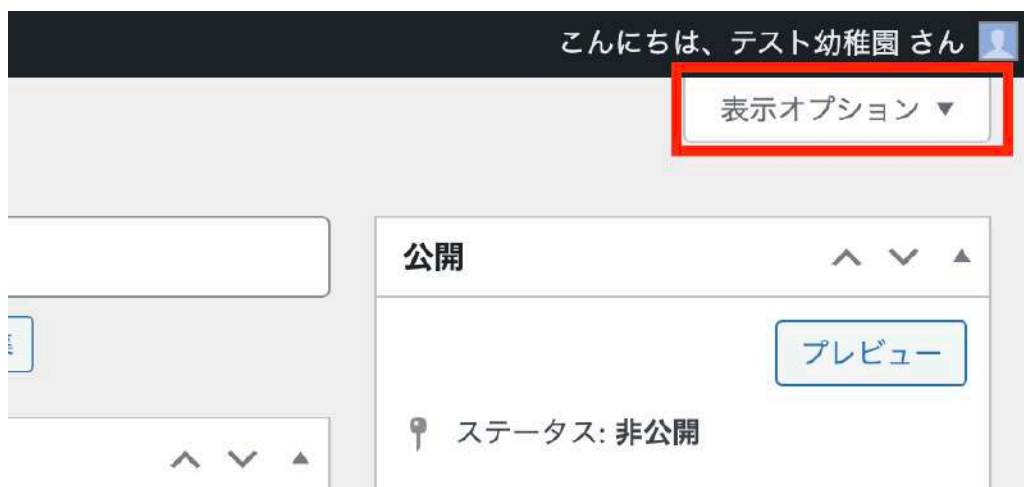 こんにちは、テスト幼稚園 さん
表示オプション ▼
公開
プレビュー
ステータス: 非公開